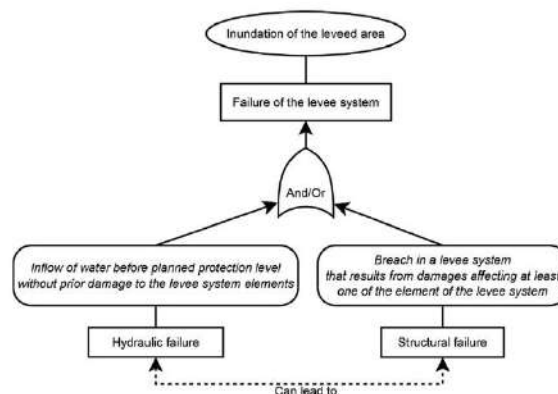 Inundation of the leveed area
Failure of the levee system
And/Or
Inflow of water before planned protection level
without prior damage to the levee system elements
Breach in a levee system
that results from damages affecting at least
one of the element of the levee system
Hydraulic failure
Structural failure
Can lead to